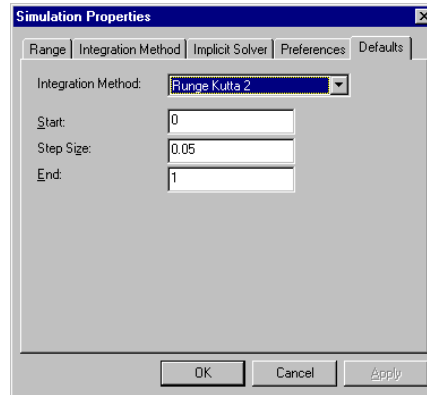 Simulation Properties
Range Integration Method Implicit Solver Preferences Defaults
Integration Method: Runge Kutta 2
Start: 0
Step Size: 0.05
End: 1
OK Cancel Apply